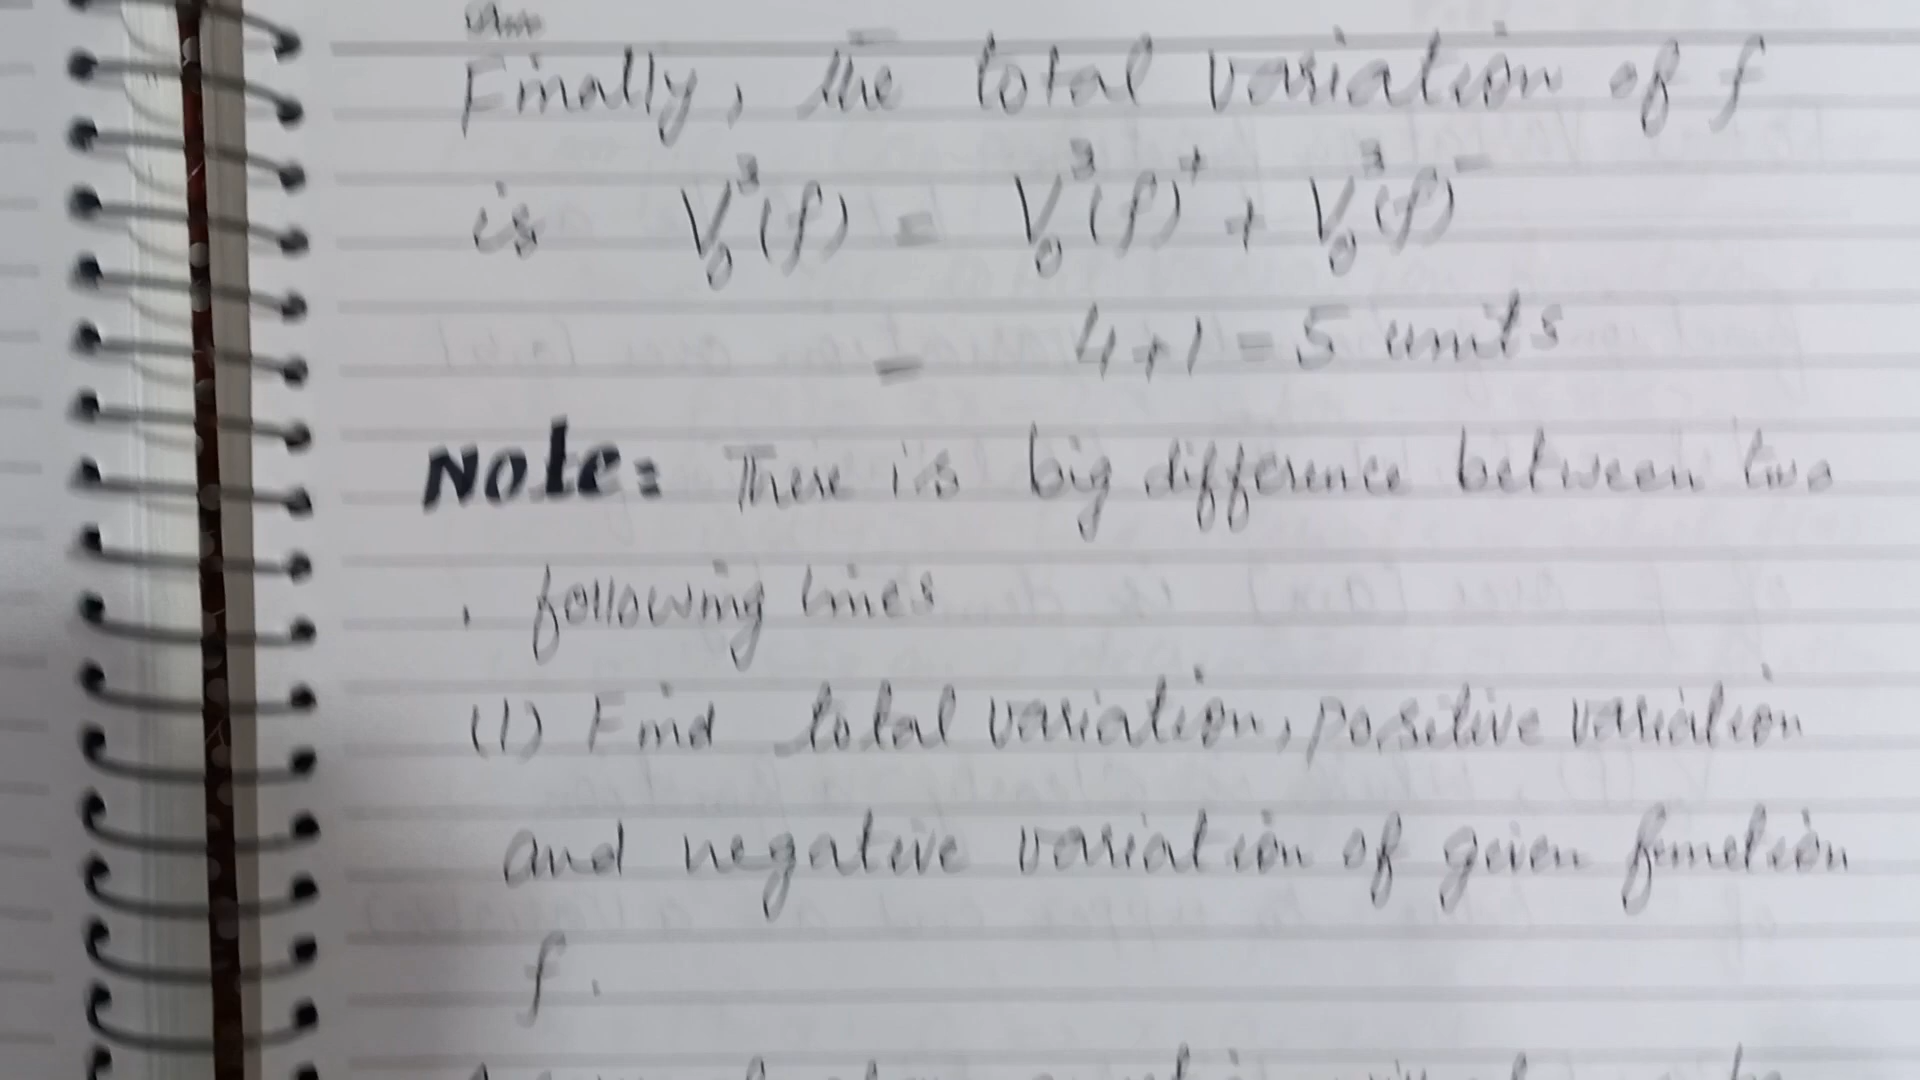 Finally, the total variation of f
is V₀³(f) = V₀³(f)⁺ + V₀³(f)⁻
= 4+1 = 5 units
Note: There is big difference between two
following lines
(1) Find total variation, positive variation
and negative variation of given function
f.